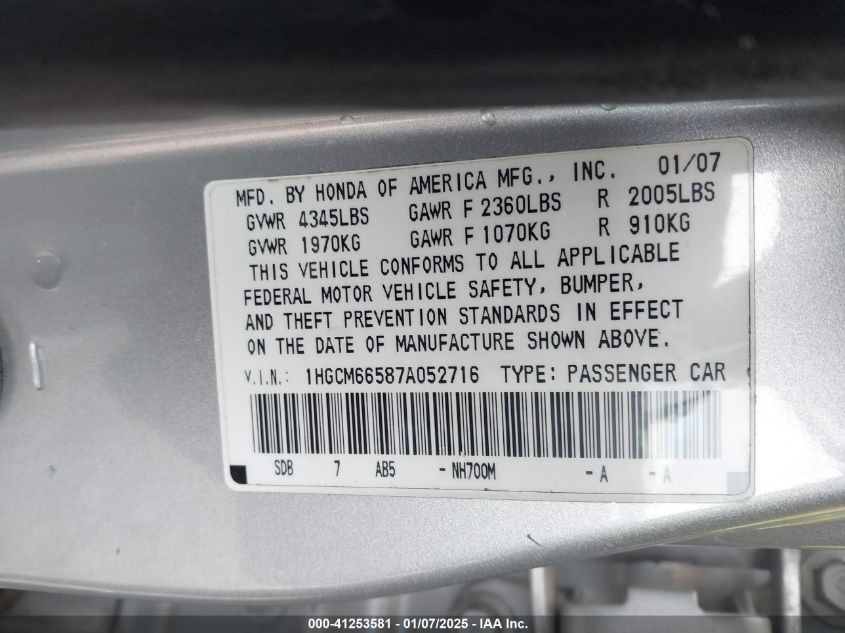 MFD. BY HONDA OF AMERICA MFG., INC. 01/07
GVWR 4345LBS GAWR F 2360LBS R 2005LBS
GVWR 1970KG GAWR F 1070KG R 910KG
THIS VEHICLE CONFORMS TO ALL APPLICABLE
FEDERAL MOTOR VEHICLE SAFETY, BUMPER,
AND THEFT PREVENTION STANDARDS IN EFFECT
ON THE DATE OF MANUFACTURE SHOWN ABOVE.
V.I.N.: 1HGCM66587A052716 TYPE: PASSENGER CAR
SDB 7 AB5 -NH700M -A -A
000-41253581 - 01/07/2025 - IAA Inc.